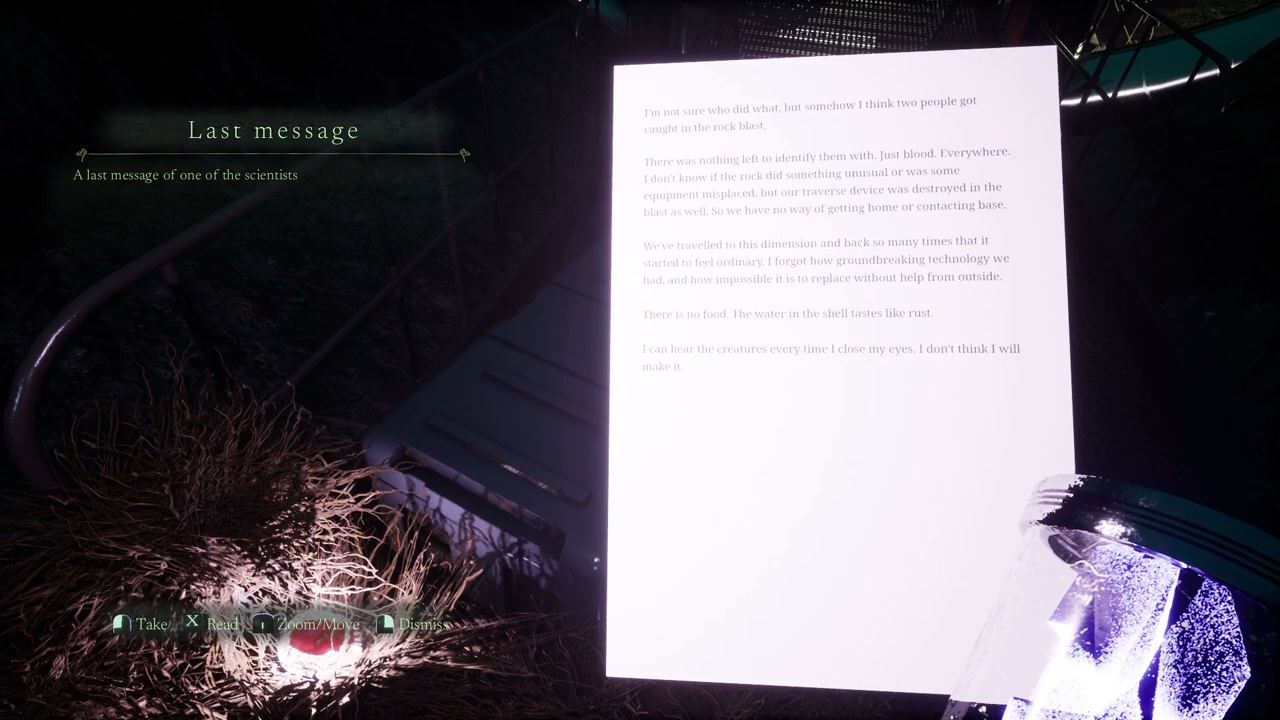 Last message
A last message of one of the scientists
I'm not sure who did what, but somehow I think two people got
caught in the rock blast.
There was nothing left to identify them with. Just blood. Everywhere.
I don't know if the rock did something unusual or was some
equipment misplaced, but our traverse device was destroyed in the
blast as well. So we have no way of getting home or contacting base.
We've travelled to this dimension and back so many times that it
started to feel ordinary. I forgot how groundbreaking technology we
had, and how impossible it is to replace without help from outside.
There is no food. The water in the shell tastes like rust.
I can hear the creatures every time I close my eyes. I don't think I will
make it.
Take X Read Zoom/Move Dismiss